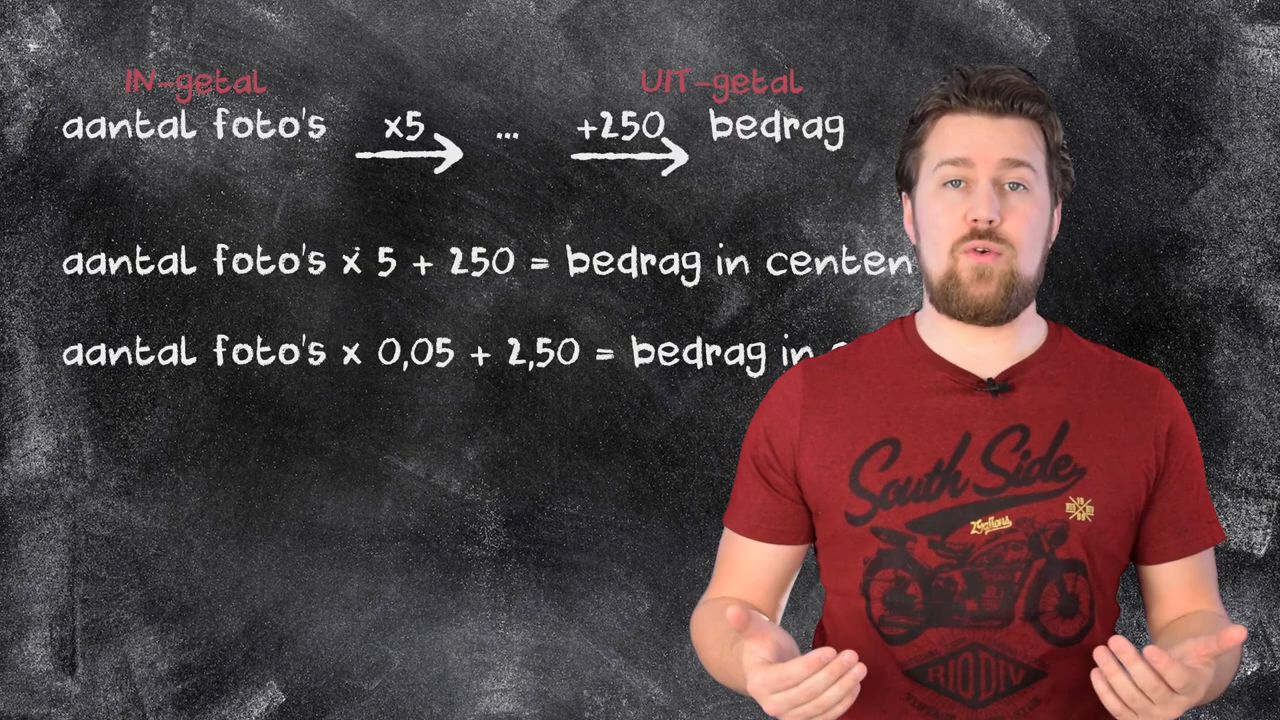 IN-getal UIT-getal
aantal foto's x5 ... +250 bedrag
aantal foto's x 5 + 250 = bedrag in centen
aantal foto's x 0,05 + 2,50 = bedrag in
South Side
RIODIV